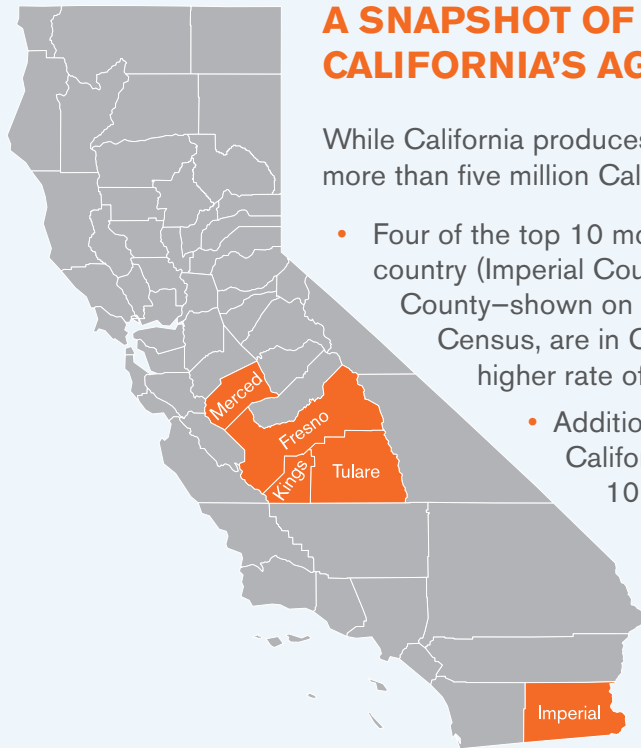 A SNAPSHOT OF
CALIFORNIA'S AG
While California produces
more than five million Cal
• Four of the top 10 mo
country (Imperial Cou
County—shown on
Census, are in C
higher rate of
• Additio
Califor
10
Merced
Fresno
Kings
Tulare
Imperial